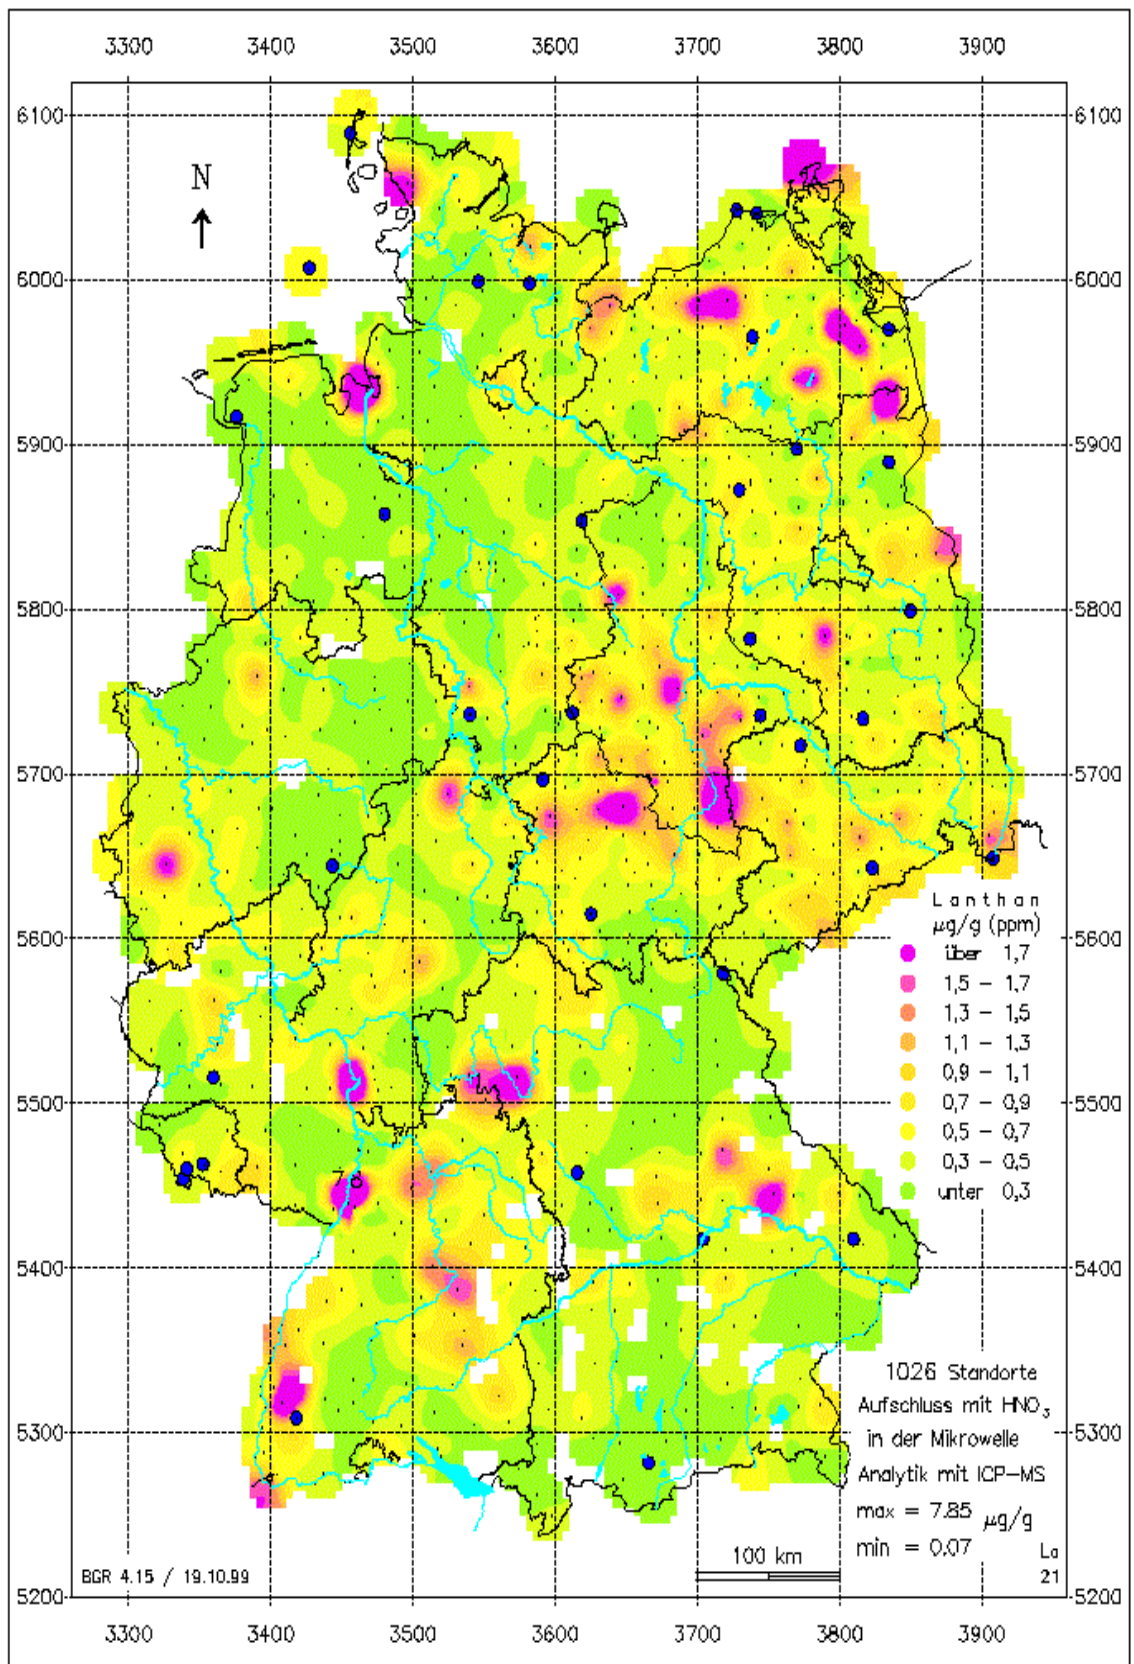 3300 3400 3500 3600 3700 3800 3900
6100 6100
N
6000 6000
5900 5900
5800 5800
5700 5700
Lanthan
µg/g (ppm)
5600 über 1,7 5600
1,5 – 1,7
1,3 – 1,5
1,1 – 1,3
0,9 – 1,1
5500 0,7 – 0,9 5500
0,5 – 0,7
0,3 – 0,5
unter 0,3
5400 5400
1026 Standorte
Aufschluss mit HNO₃
in der Mikrowelle
5300 5300
Analytik mit ICP–MS
max = 7.85 µg/g
min = 0.07
100 km
La
BGR 4.15 / 19.10.99
21
5200 5200
3300 3400 3500 3600 3700 3800 3900